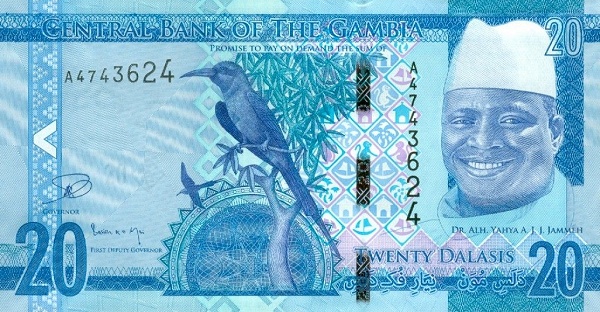 CENTRAL BANK OF THE GAMBIA
20
PROMISE TO PAY ON DEMAND THE SUM OF
A4743624
A4743624
GOVERNOR
FIRST DEPUTY GOVERNOR
DR. ALH. YAHYA A. J. J. JAMMEH
20
TWENTY DALASIS
20